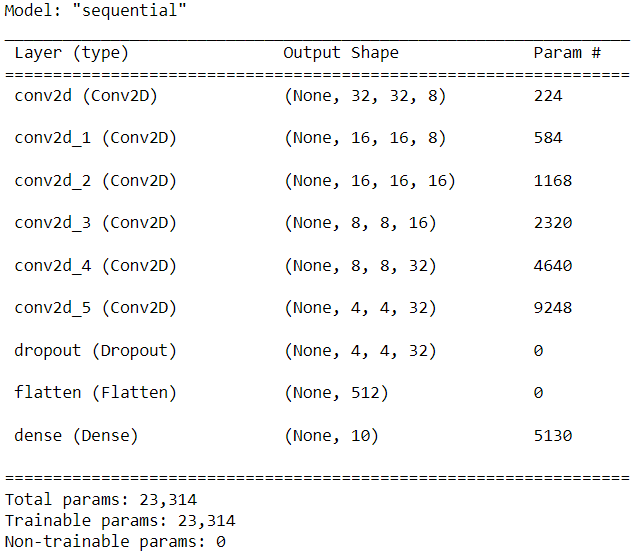 Model: "sequential"
_________________________________________________________________
Layer (type)                Output Shape              Param #
=================================================================
conv2d (Conv2D)             (None, 32, 32, 8)         224
conv2d_1 (Conv2D)           (None, 16, 16, 8)         584
conv2d_2 (Conv2D)           (None, 16, 16, 16)        1168
conv2d_3 (Conv2D)           (None, 8, 8, 16)          2320
conv2d_4 (Conv2D)           (None, 8, 8, 32)          4640
conv2d_5 (Conv2D)           (None, 4, 4, 32)          9248
dropout (Dropout)           (None, 4, 4, 32)          0
flatten (Flatten)           (None, 512)               0
dense (Dense)               (None, 10)                5130
=================================================================
Total params: 23,314
Trainable params: 23,314
Non-trainable params: 0